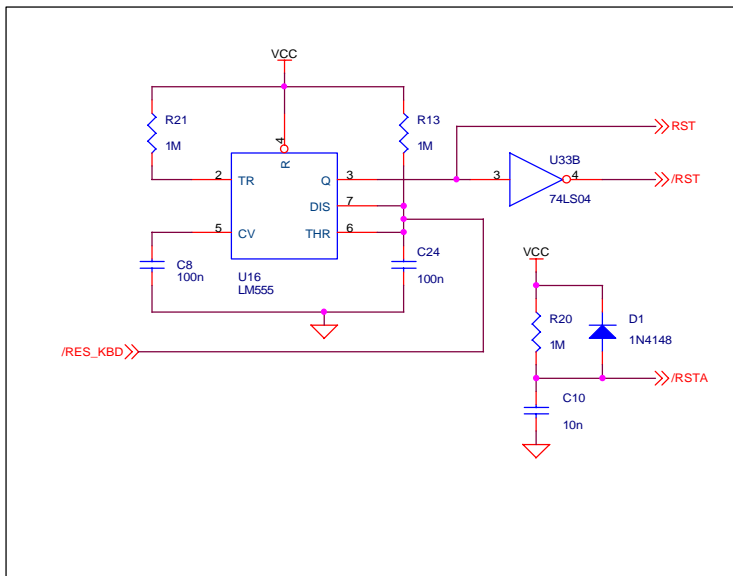 VCC
R21
1M
R13
1M
4
R
2
TR
Q
3
DIS
7
5
CV
THR
6
C8
100n
U16
LM555
C24
100n
RST
U33B
3
4
74LS04
/RST
VCC
R20
1M
D1
1N4148
/RSTA
C10
10n
/RES_KBD